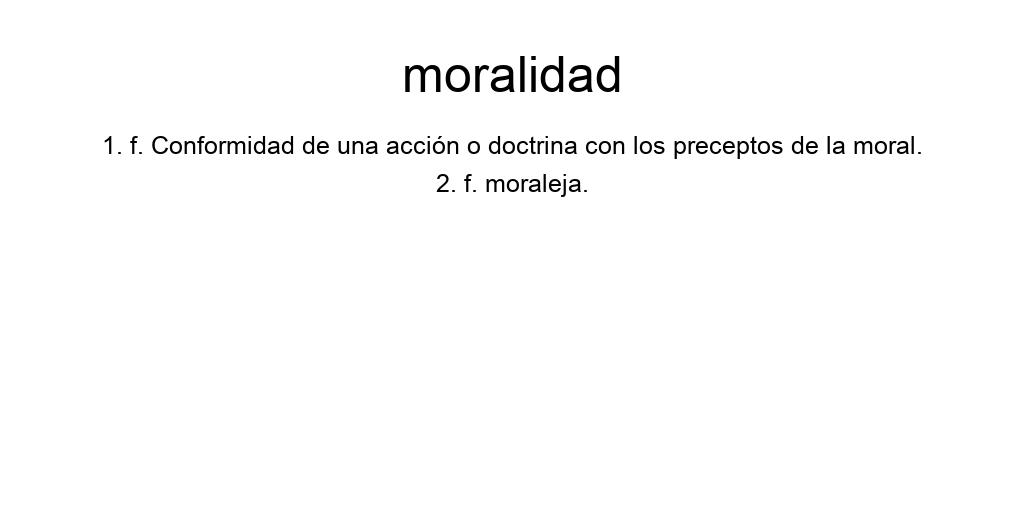 moralidad
1. f. Conformidad de una acción o doctrina con los preceptos de la moral.
2. f. moraleja.